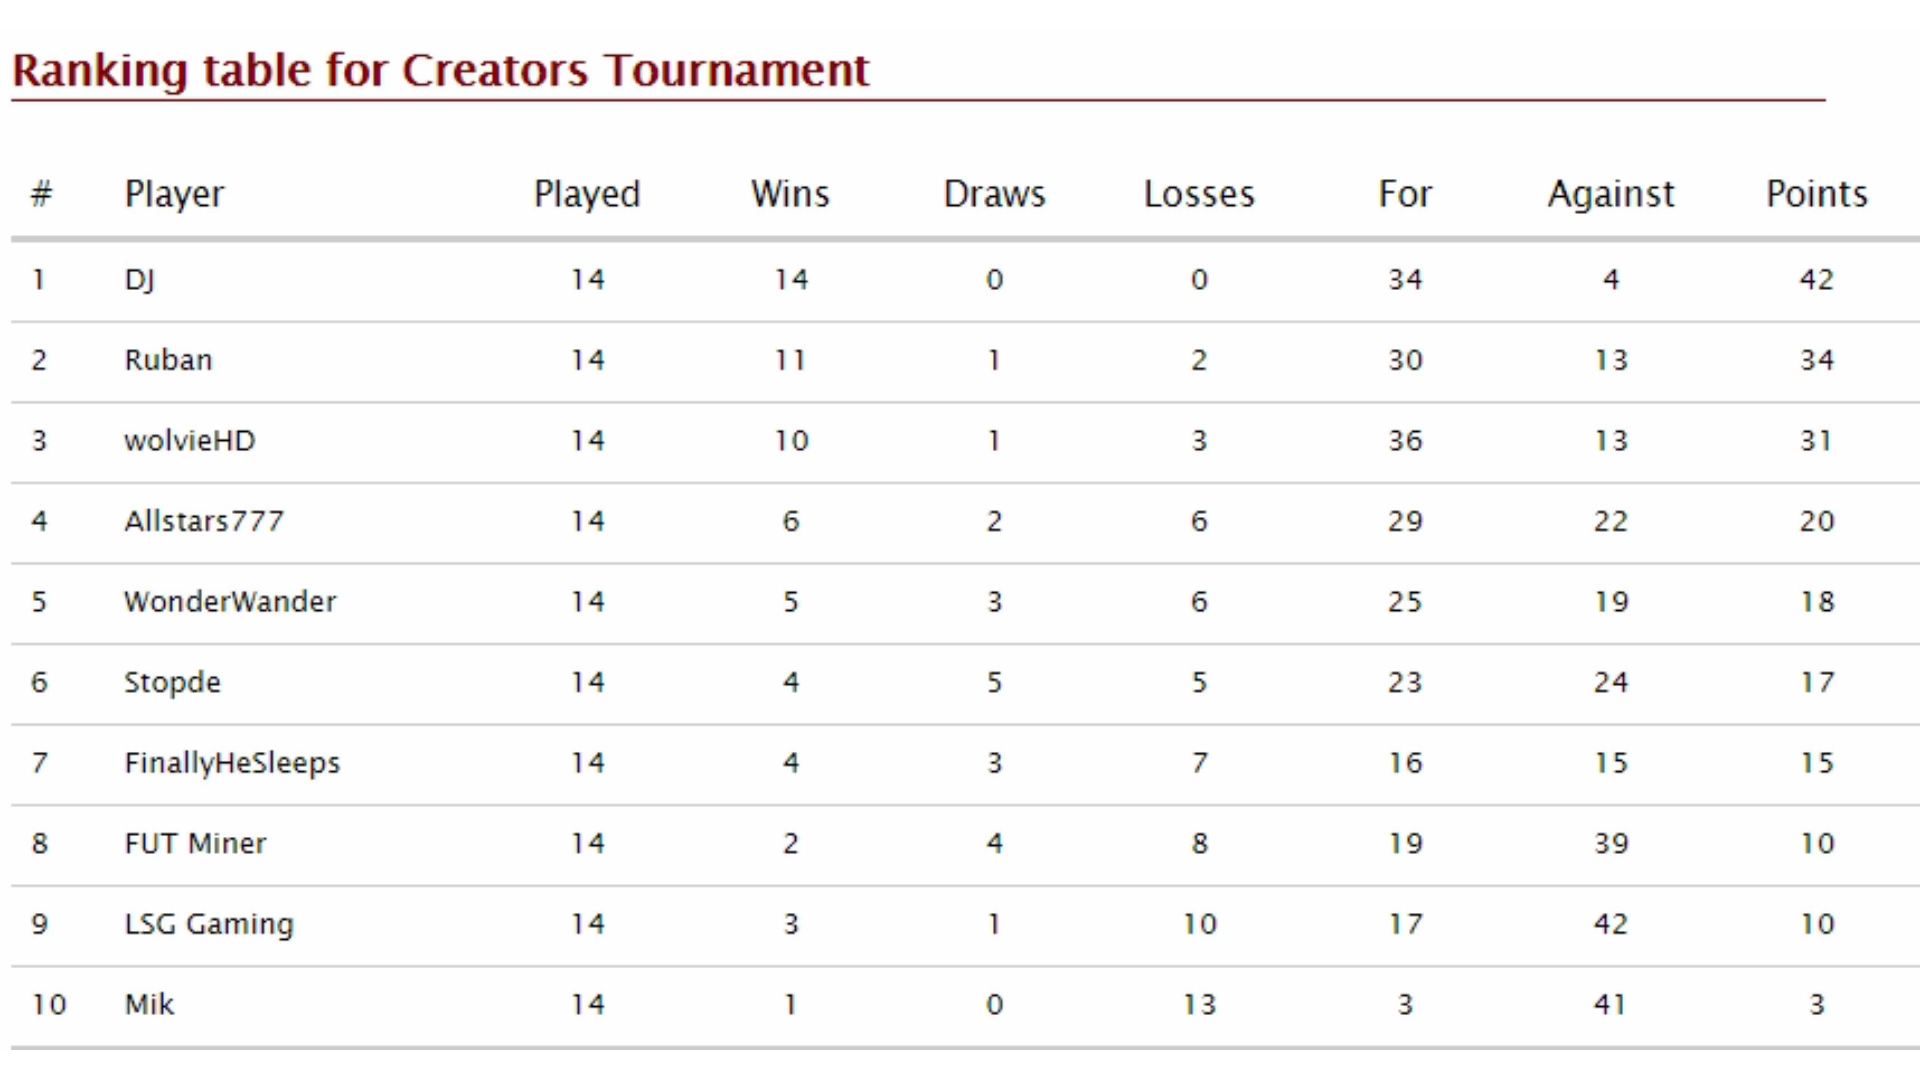 Ranking table for Creators Tournament
# Player Played Wins Draws Losses For Against Points
1 DJ 14 14 0 0 34 4 42
2 Ruban 14 11 1 2 30 13 34
3 wolvieHD 14 10 1 3 36 13 31
4 Allstars777 14 6 2 6 29 22 20
5 WonderWander 14 5 3 6 25 19 18
6 Stopde 14 4 5 5 23 24 17
7 FinallyHeSleeps 14 4 3 7 16 15 15
8 FUT Miner 14 2 4 8 19 39 10
9 LSG Gaming 14 3 1 10 17 42 10
10 Mik 14 1 0 13 3 41 3